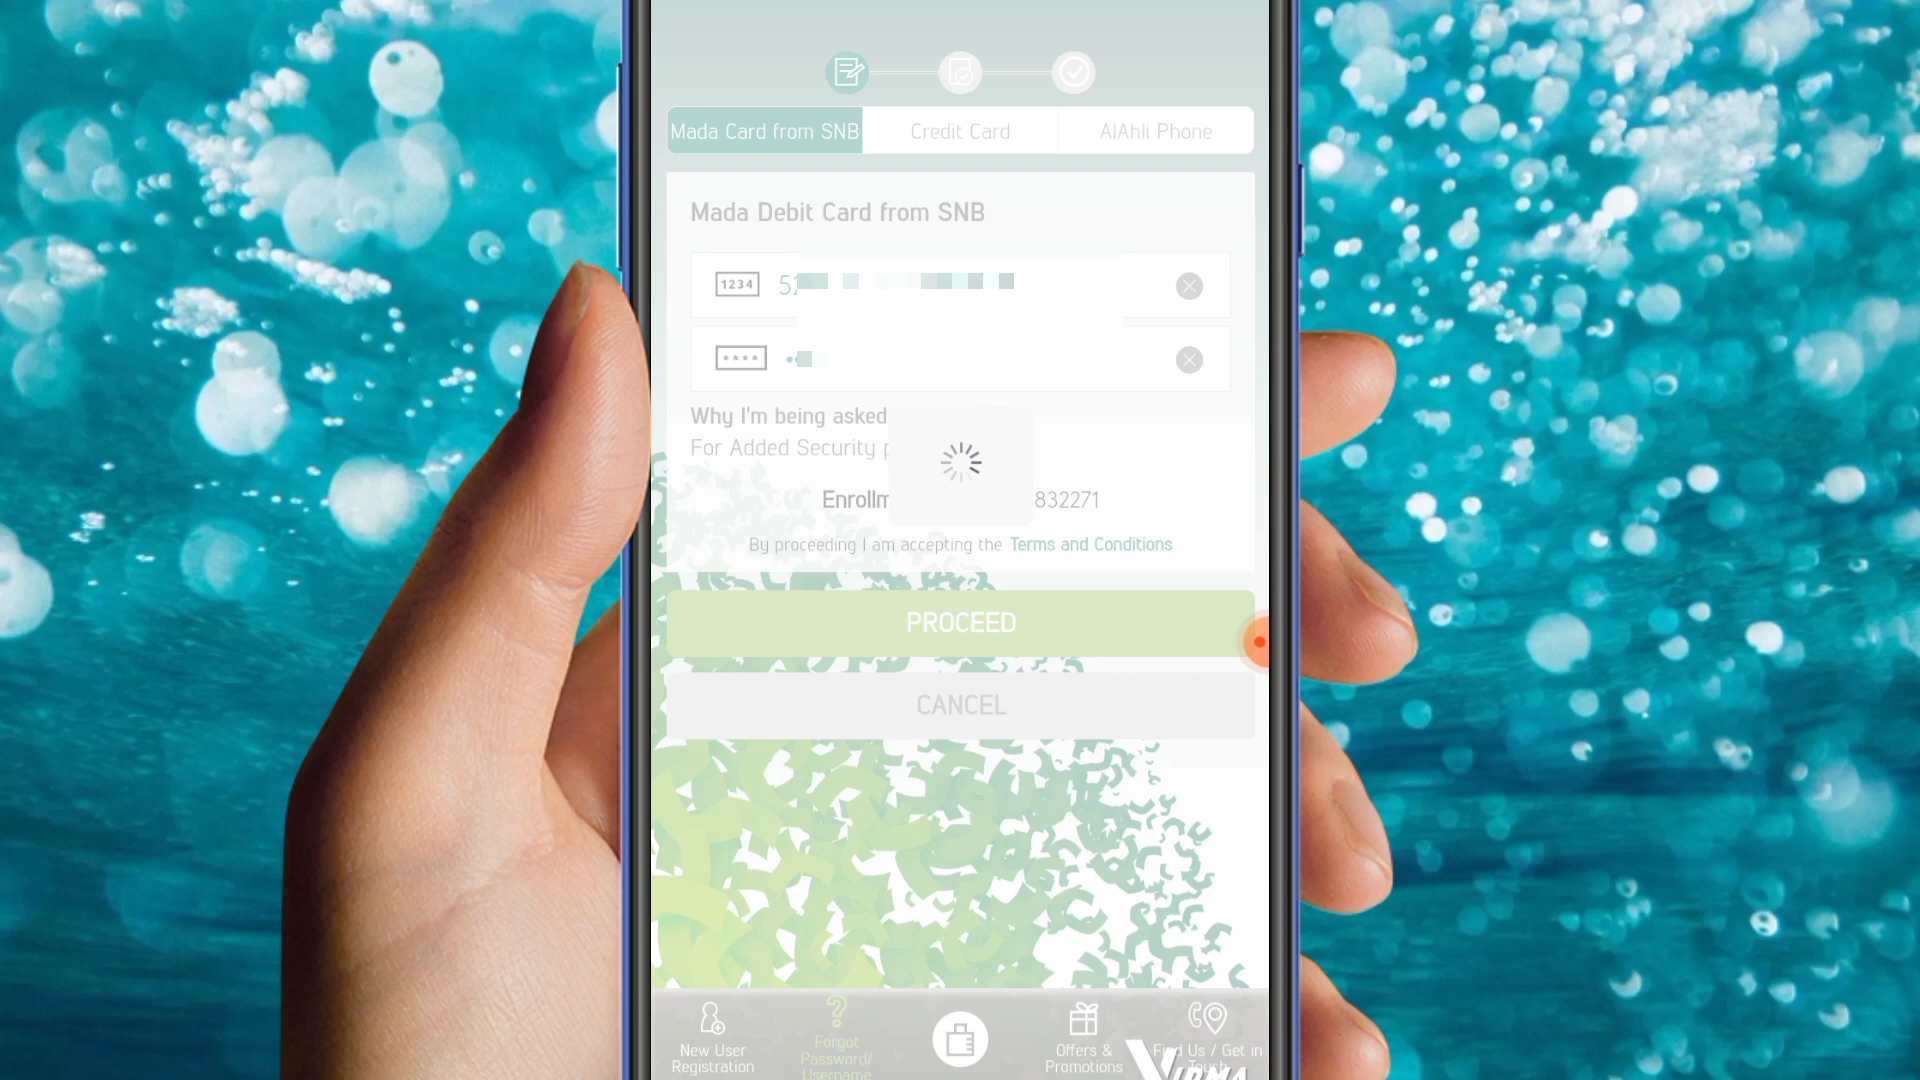 Mada Card from SNB
Credit Card
AlAhli Phone
Mada Debit Card from SNB
1234
52
****
Why I'm being asked
For Added Security
832271
By proceeding I am accepting the Terms and Conditions
PROCEED
CANCEL
New User
Registration
Forgot
Password/
Username
Offers &
Promotions
Find Us / Get in
Touch